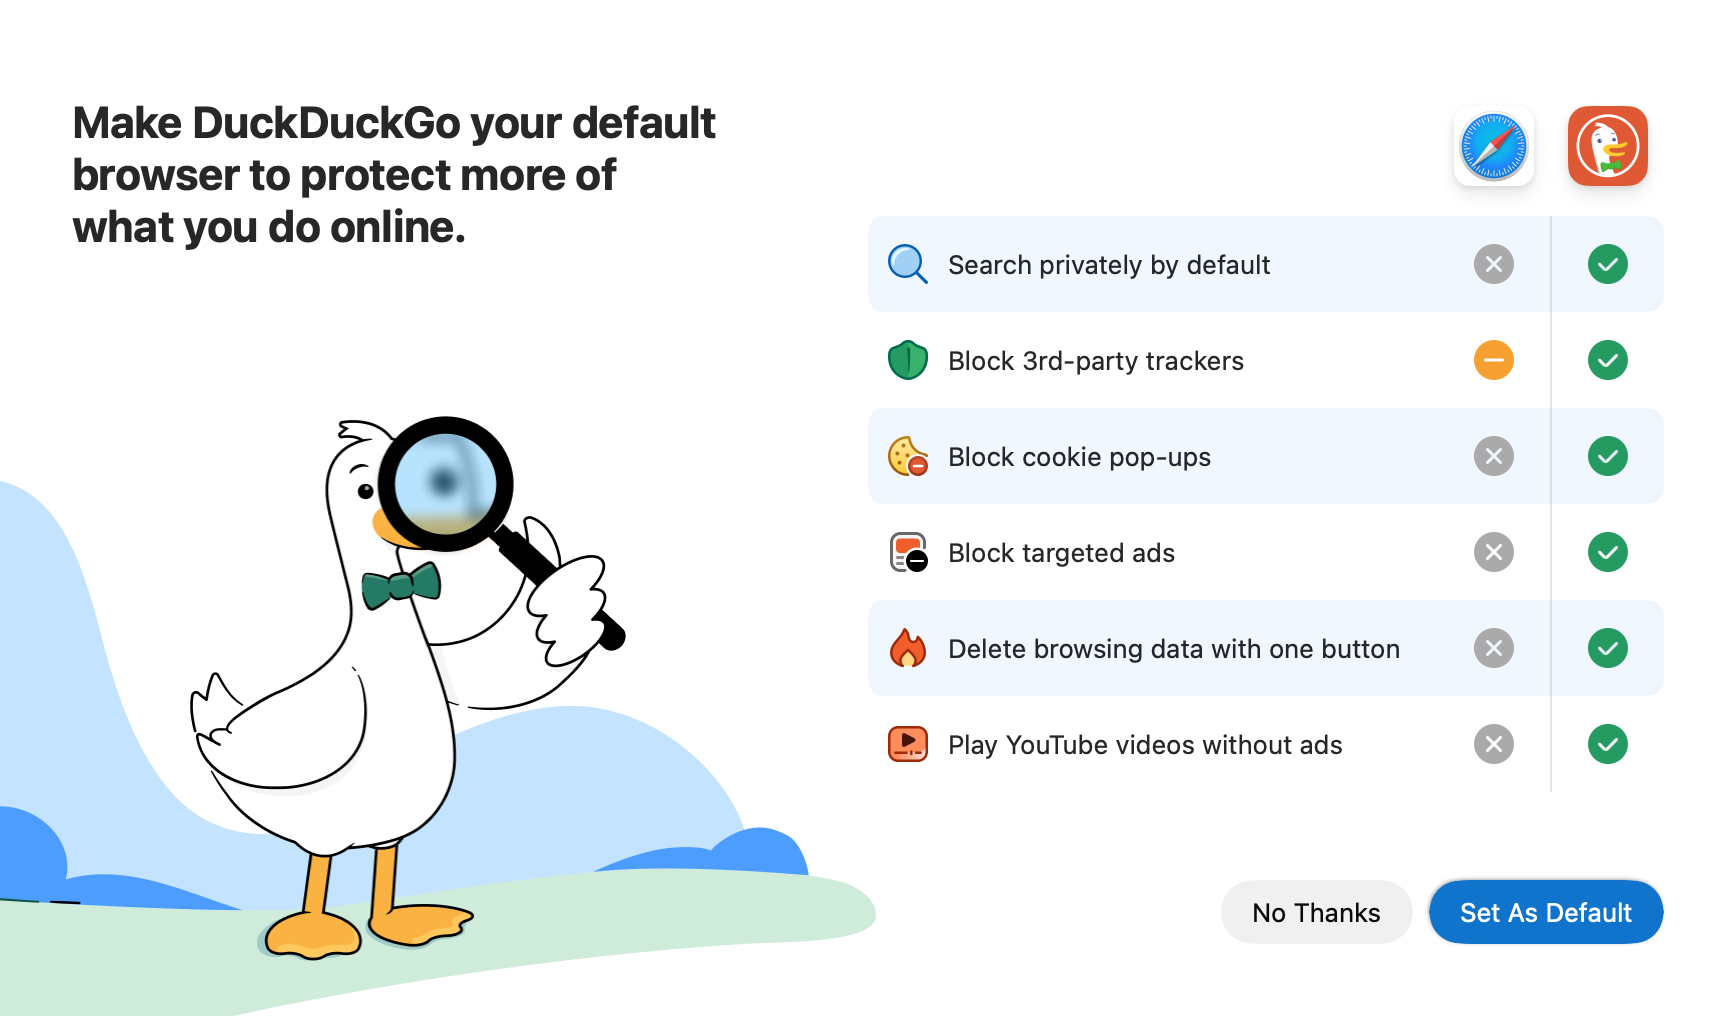 Make DuckDuckGo your default
browser to protect more of
what you do online.
Search privately by default
Block 3rd-party trackers
Block cookie pop-ups
Block targeted ads
Delete browsing data with one button
Play YouTube videos without ads
No Thanks
Set As Default